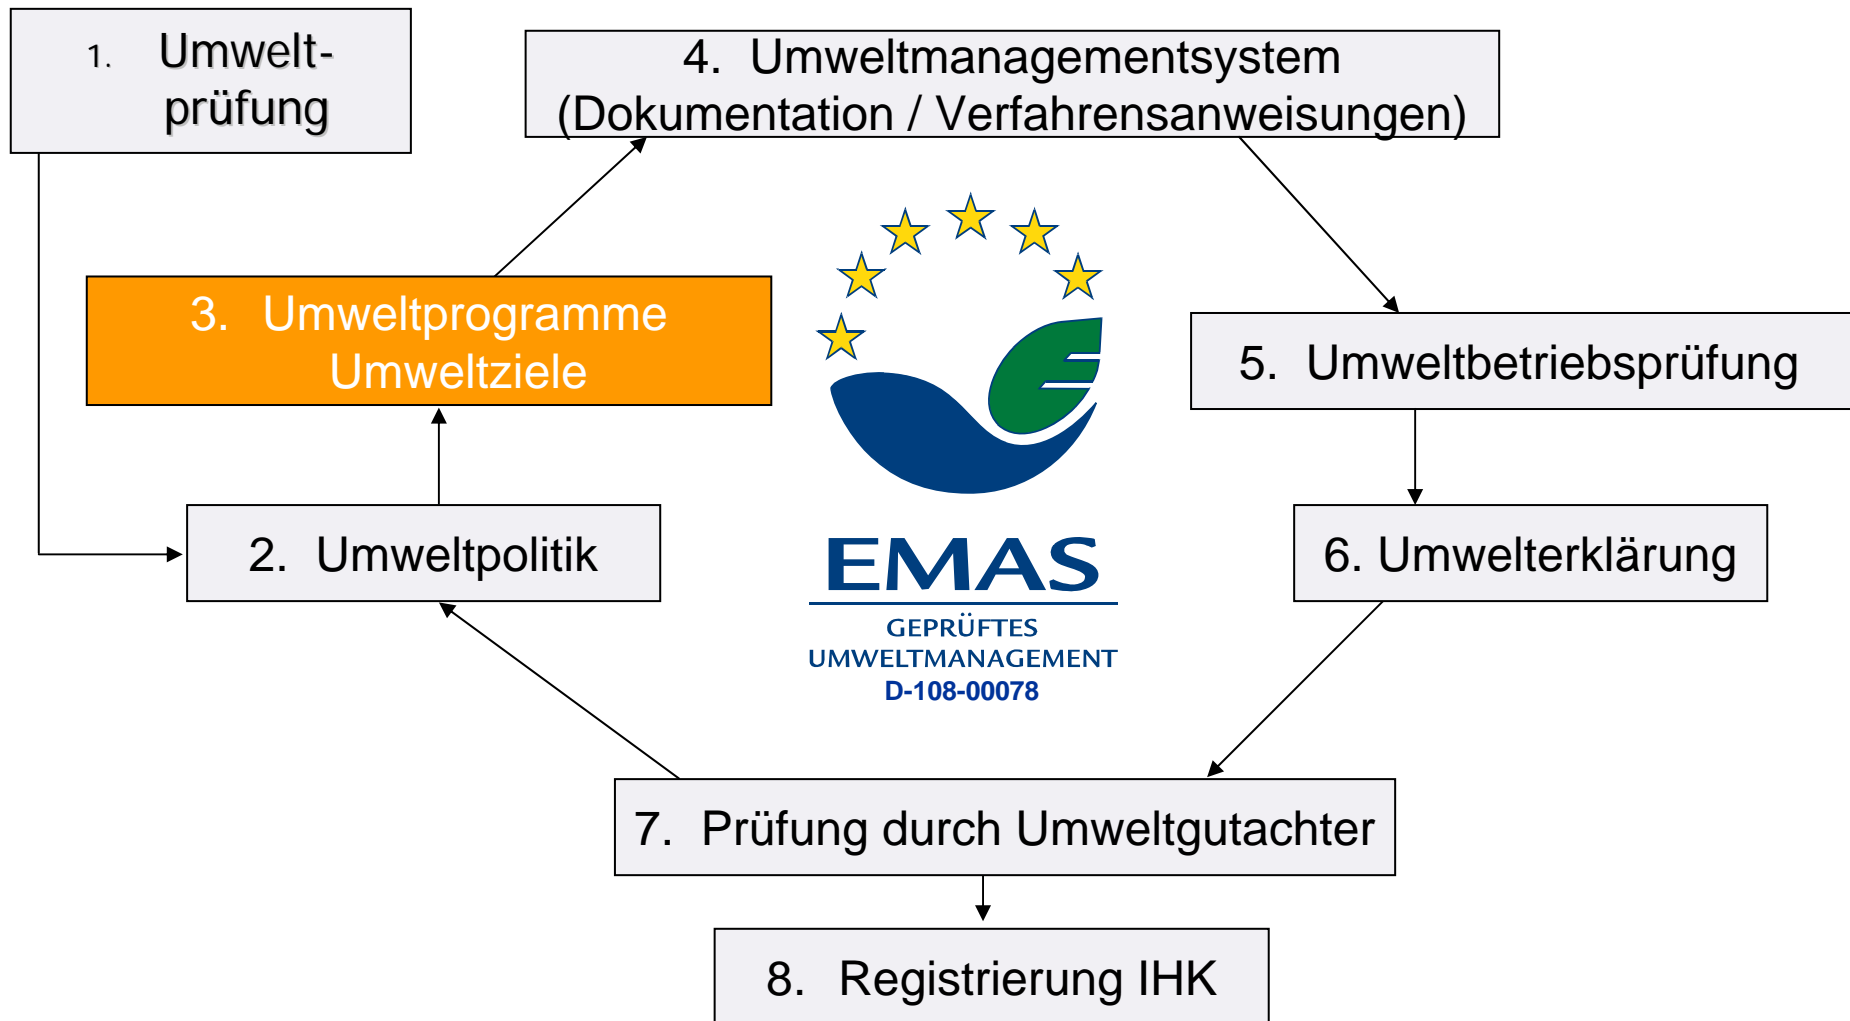 1. Umwelt-
prüfung
4. Umweltmanagementsystem
(Dokumentation / Verfahrensanweisungen)
3. Umweltprogramme
Umweltziele
5. Umweltbetriebsprüfung
2. Umweltpolitik
6. Umwelterklärung
EMAS
GEPRÜFTES
UMWELTMANAGEMENT
D-108-00078
7. Prüfung durch Umweltgutachter
8. Registrierung IHK